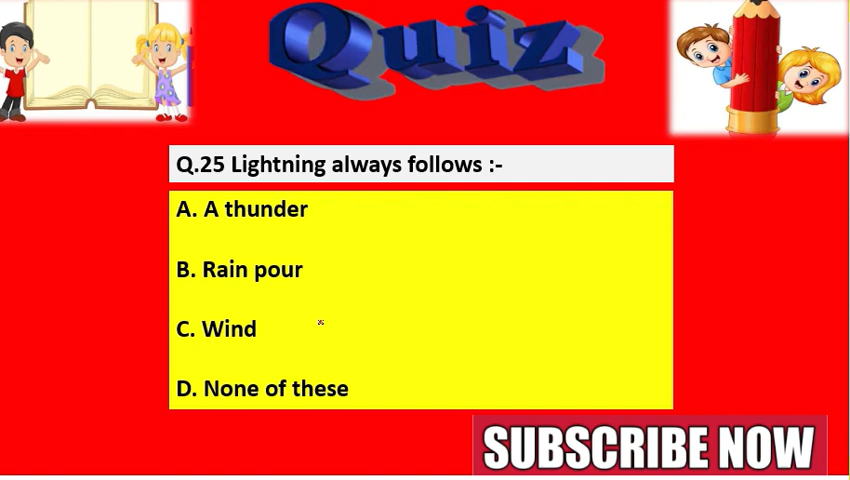 Quiz
Q.25 Lightning always follows :-
A. A thunder
B. Rain pour
C. Wind
D. None of these
SUBSCRIBE NOW